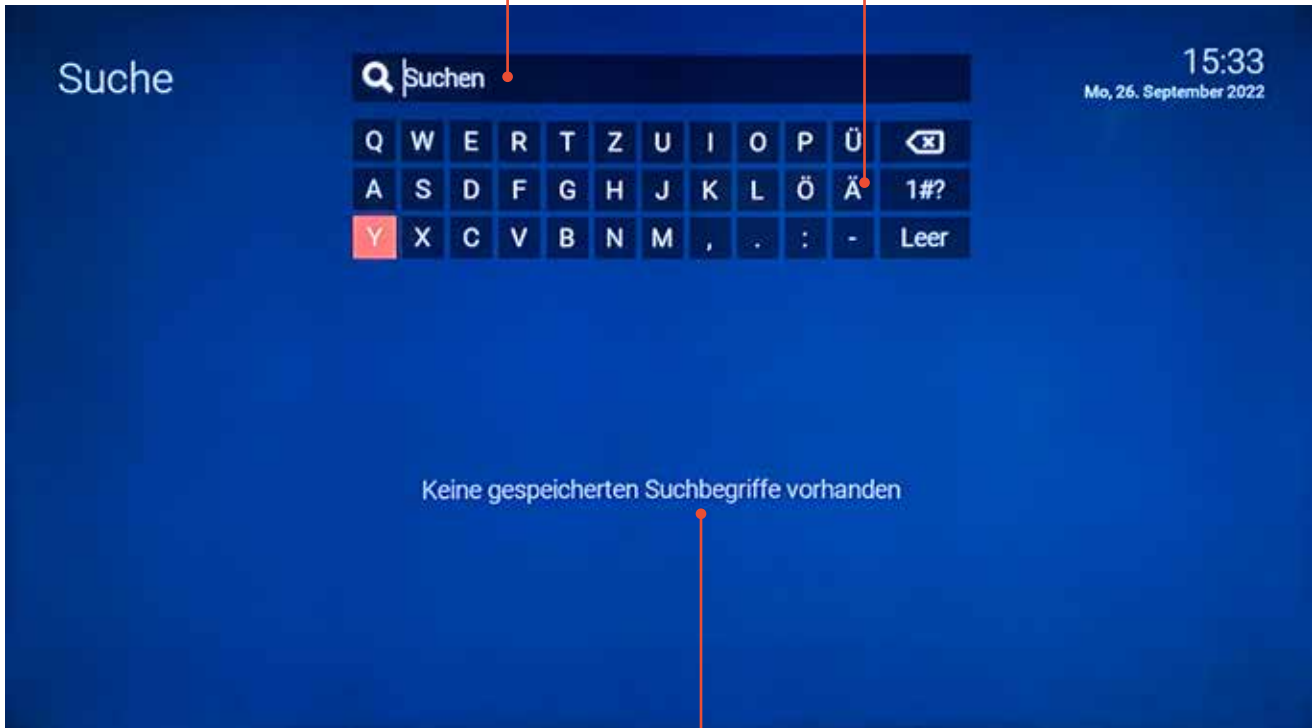 Suche
Suchen
15:33
Mo, 26. September 2022
Q W E R T Z U I O P Ü
A S D F G H J K L Ö Ä 1#?
Y X C V B N M , . : - Leer
Keine gespeicherten Suchbegriffe vorhanden